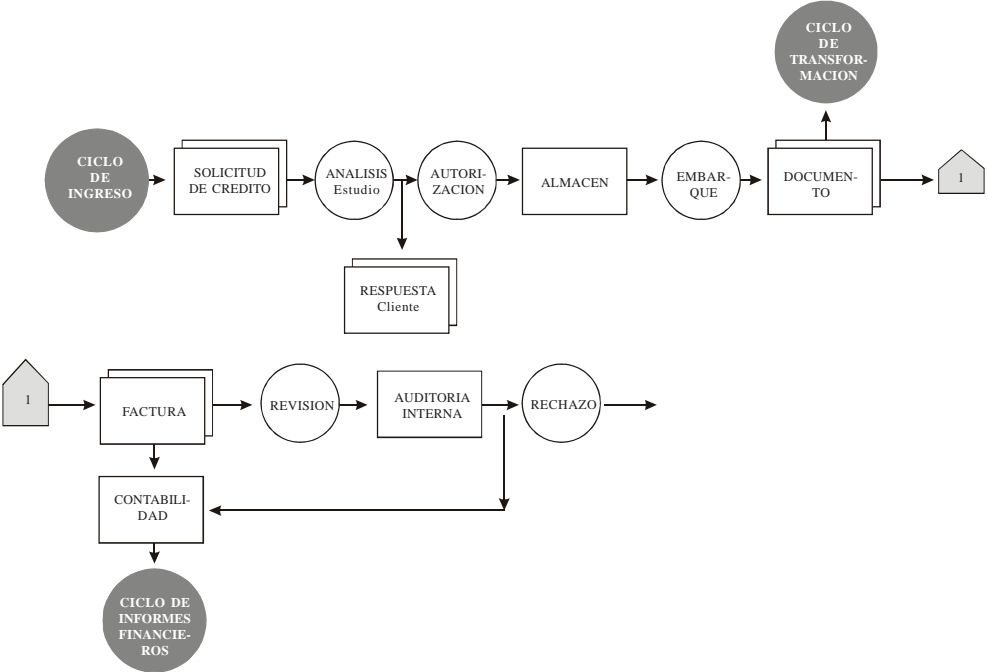 CICLO
DE
TRANSFOR-
MACION
CICLO
DE
INGRESO
SOLICITUD
DE CREDITO
ANALISIS
Estudio
AUTORI-
ZACION
ALMACEN
EMBAR-
QUE
DOCUMEN-
TO
1
RESPUESTA
Cliente
1
FACTURA
REVISION
AUDITORIA
INTERNA
RECHAZO
CONTABILI-
DAD
CICLO DE
INFORMES
FINANCIE-
ROS